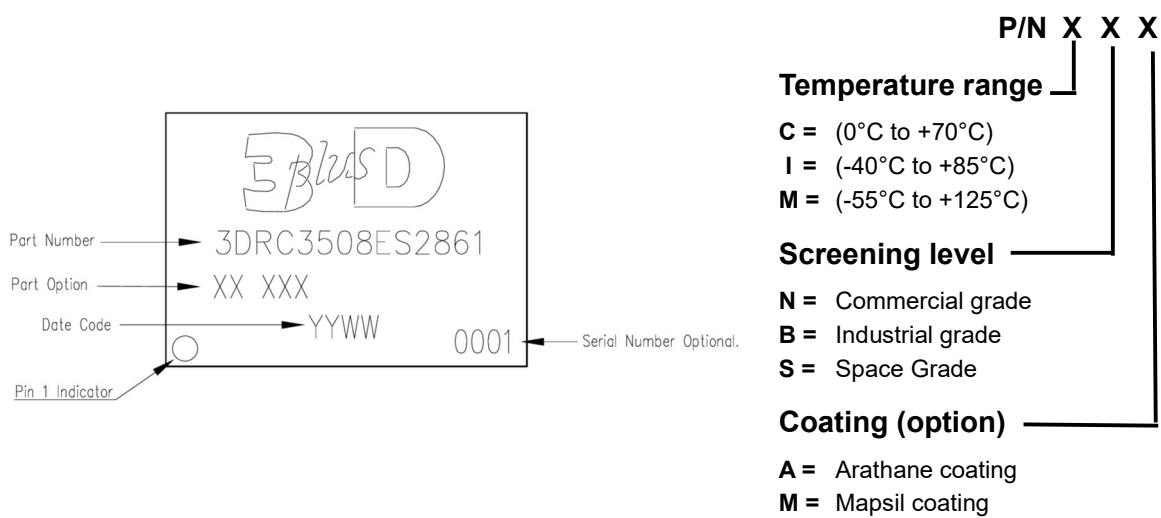 3 plus D
Part Number
3DRC3508ES2861
Part Option
XX XXX
Date Code
YYWW
0001
Serial Number Optional.
Pin 1 Indicator
P/N X X X
Temperature range
C = (0°C to +70°C)
I = (-40°C to +85°C)
M = (-55°C to +125°C)
Screening level
N = Commercial grade
B = Industrial grade
S = Space Grade
Coating (option)
A = Arathane coating
M = Mapsil coating